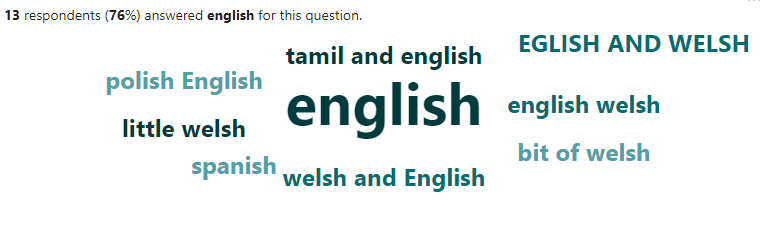 13 respondents (76%) answered english for this question.
tamil and english
EGLISH AND WELSH
polish English
english
english welsh
little welsh
bit of welsh
spanish
welsh and English